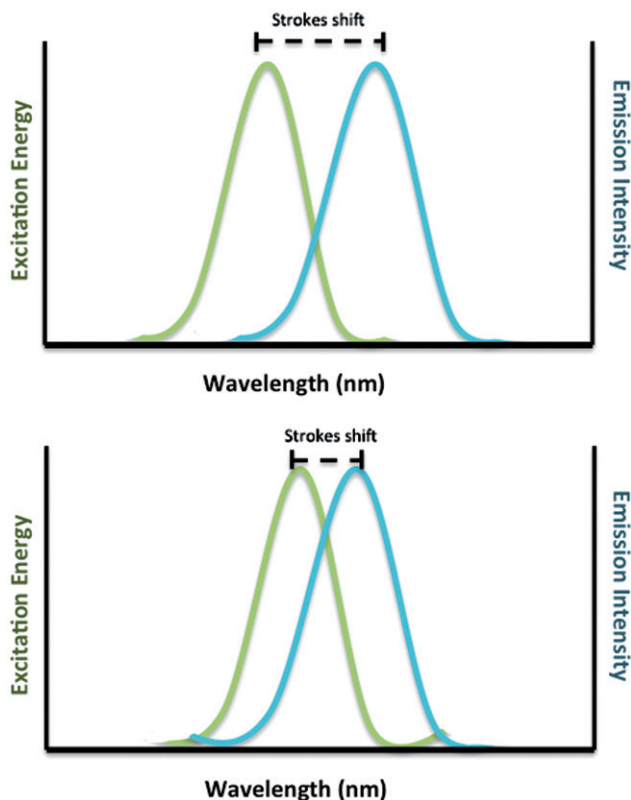 Strokes shift
Excitation Energy
Emission Intensity
Wavelength (nm)
Strokes shift
Excitation Energy
Emission Intensity
Wavelength (nm)